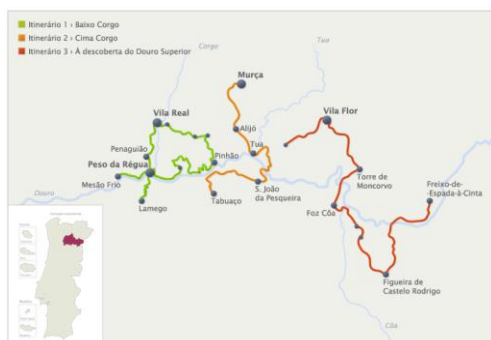 Itinerário 1 › Baixo Corgo
Itinerário 2 › Cima Corgo
Itinerário 3 › À descoberta do Douro Superior
Corgo
Tua
Murça
Vila Real
Vila Flor
Alijó
Penaguião
Tua
Peso da Régua
Pinhão
Mesão Frio
Torre de
Moncorvo
Freixo-de-
Espada-à-Cinta
Douro
S. João
da Pesqueira
Lamego
Tabuaço
Foz Côa
Figueira de
Castelo Rodrigo
Côa